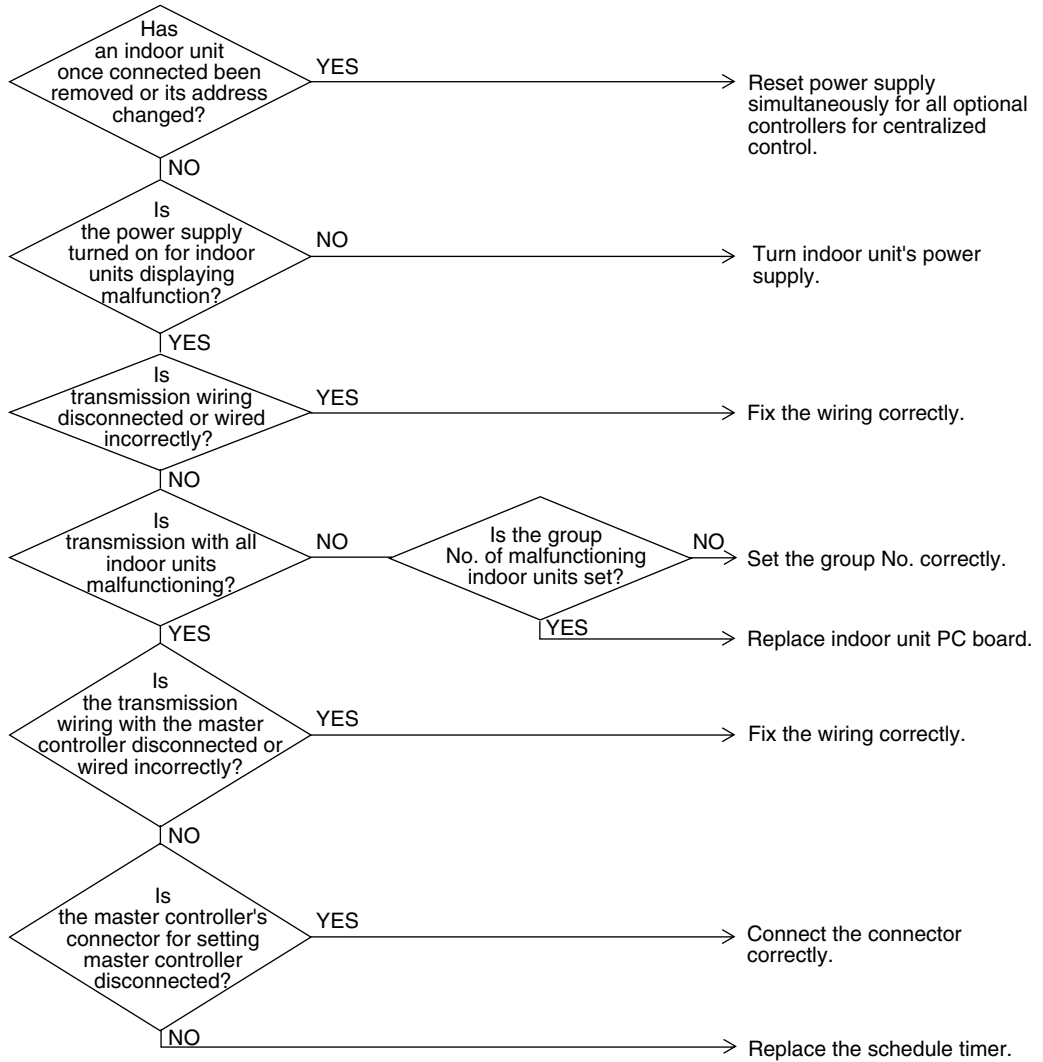 Has
an indoor unit
once connected been
removed or its address
changed?
YES
Reset power supply
simultaneously for all optional
controllers for centralized
control.
NO
Is
the power supply
turned on for indoor
units displaying
malfunction?
NO
Turn indoor unit's power
supply.
YES
Is
transmission wiring
disconnected or wired
incorrectly?
YES
Fix the wiring correctly.
NO
Is
transmission with all
indoor units
malfunctioning?
NO
Is the group
No. of malfunctioning
indoor units set?
NO
Set the group No. correctly.
YES
Replace indoor unit PC board.
YES
Is
the transmission
wiring with the master
controller disconnected or
wired incorrectly?
YES
Fix the wiring correctly.
NO
Is
the master controller's
connector for setting
master controller
disconnected?
YES
Connect the connector
correctly.
NO
Replace the schedule timer.